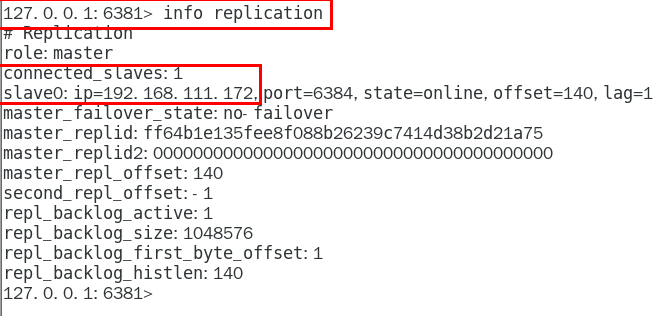 127.0.0.1:6381> info replication
# Replication
role:master
connected_slaves:1
slave0:ip=192.168.111.172,port=6384,state=online,offset=140,lag=1
master_failover_state:no-failover
master_replid:ff64b1e135fee8f088b26239c7414d38b2d21a75
master_replid2:0000000000000000000000000000000000000000
master_repl_offset:140
second_repl_offset:-1
repl_backlog_active:1
repl_backlog_size:1048576
repl_backlog_first_byte_offset:1
repl_backlog_histlen:140
127.0.0.1:6381>